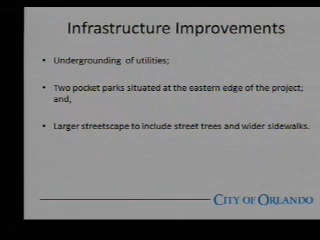 Infrastructure Improvements
• Undergrounding of utilities;
• Two pocket parks situated at the eastern edge of the project;
and,
• Larger streetscape to include street trees and wider sidewalks.
CITY OF ORLANDO